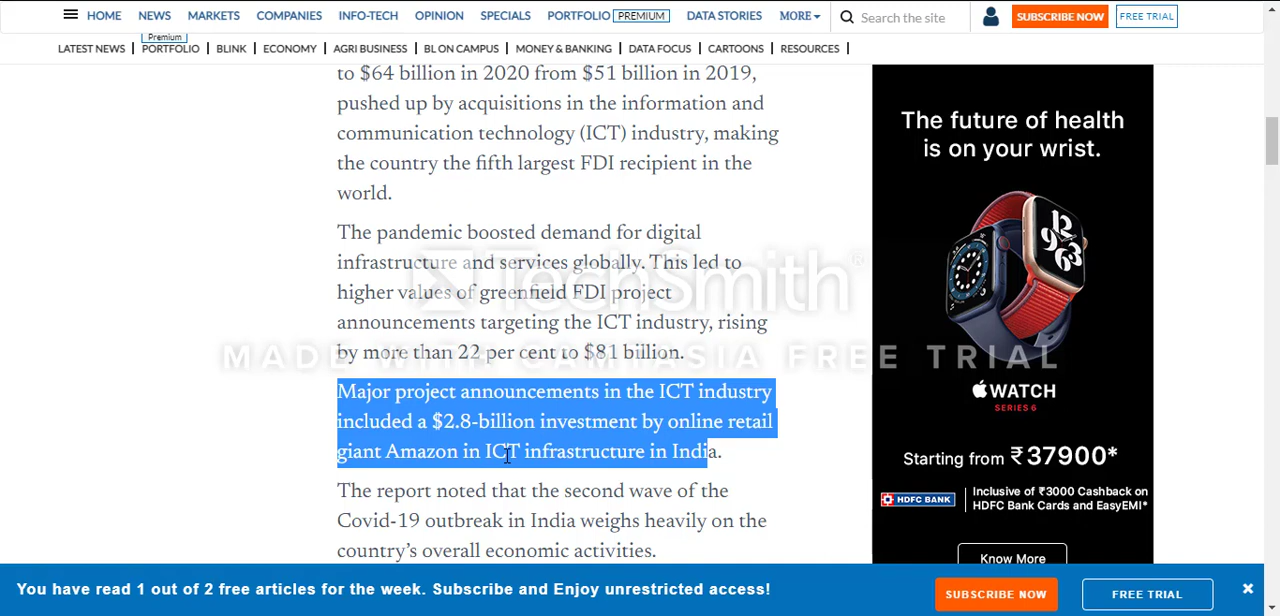 HOME NEWS MARKETS COMPANIES INFO-TECH OPINION SPECIALS PORTFOLIO PREMIUM DATA STORIES MORE Search the site SUBSCRIBE NOW FREE TRIAL
Premium
LATEST NEWS | PORTFOLIO | BLINK | ECONOMY | AGRI BUSINESS | BL ON CAMPUS | MONEY & BANKING | DATA FOCUS | CARTOONS | RESOURCES |
to $64 billion in 2020 from $51 billion in 2019,
pushed up by acquisitions in the information and
communication technology (ICT) industry, making
the country the fifth largest FDI recipient in the
world.
The pandemic boosted demand for digital
infrastructure and services globally. This led to
higher values of greenfield FDI project
announcements targeting the ICT industry, rising
by more than 22 per cent to $81 billion.
Major project announcements in the ICT industry
included a $2.8-billion investment by online retail
giant Amazon in ICT infrastructure in India.
The report noted that the second wave of the
Covid-19 outbreak in India weighs heavily on the
country's overall economic activities.
TechSmith®
MADE WITH CAMTASIA FREE TRIAL
The future of health
is on your wrist.
WATCH
SERIES 6
Starting from ₹37900*
HDFC BANK
Inclusive of ₹3000 Cashback on
HDFC Bank Cards and EasyEMI*
Know More
You have read 1 out of 2 free articles for the week. Subscribe and Enjoy unrestricted access!
SUBSCRIBE NOW FREE TRIAL ×